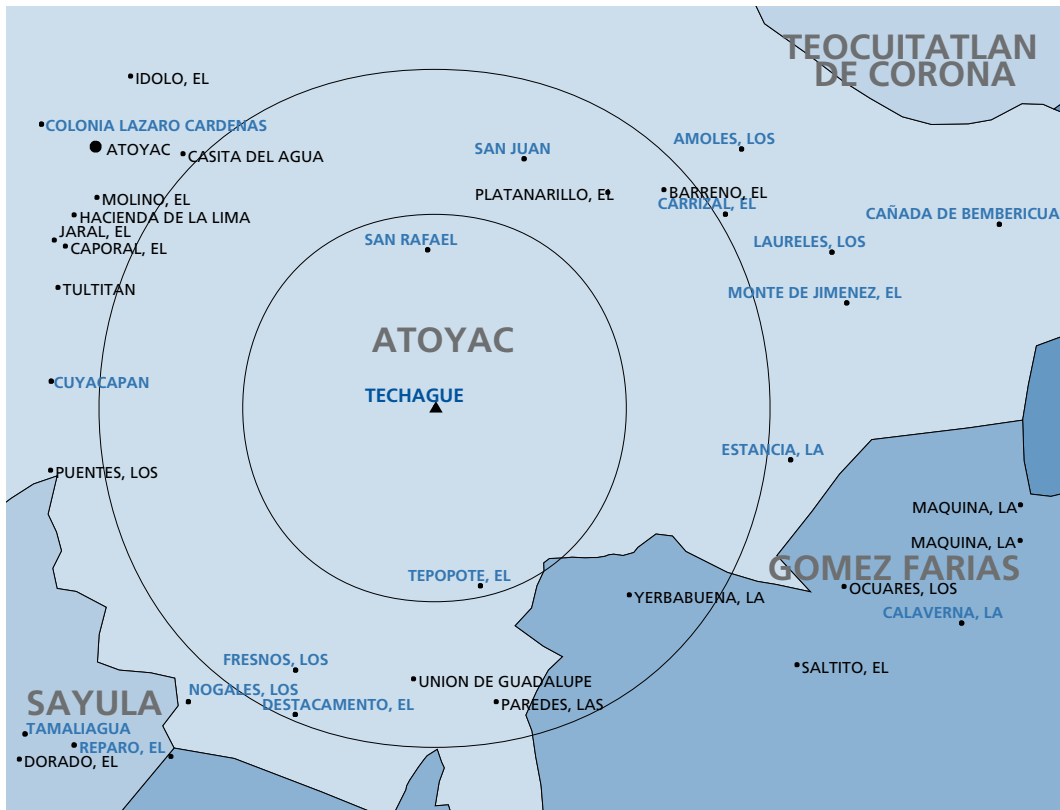 TEOCUITATLAN
DE CORONA
IDOLO, EL
COLONIA LAZARO CARDENAS
ATOYAC
CASITA DEL AGUA
SAN JUAN
AMOLES, LOS
MOLINO, EL
PLATANARILLO, EL
BARRENO, EL
CARRIZAL, EL
HACIENDA DE LA LIMA
CAÑADA DE BEMBERICUA
JARAL, EL
CAPORAL, EL
SAN RAFAEL
LAURELES, LOS
TULTITAN
MONTE DE JIMENEZ, EL
ATOYAC
CUYACAPAN
TECHAGUE
ESTANCIA, LA
PUENTES, LOS
MAQUINA, LA
MAQUINA, LA
GOMEZ FARIAS
TEPOPOTE, EL
OCUARES, LOS
YERBABUENA, LA
CALAVERNA, LA
FRESNOS, LOS
SALTITO, EL
UNION DE GUADALUPE
NOGALES, LOS
SAYULA
DESTACAMENTO, EL
PAREDES, LAS
TAMALIAGUA
REPARO, EL
DORADO, EL